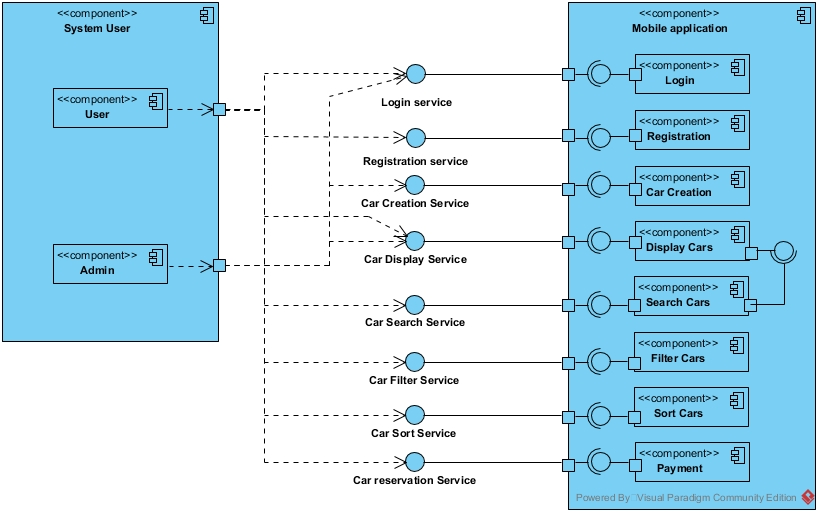 <<component>>
System User
<<component>>
User
<<component>>
Admin
Login service
Registration service
Car Creation Service
Car Display Service
Car Search Service
Car Filter Service
Car Sort Service
Car reservation Service
<<component>>
Mobile application
<<component>>
Login
<<component>>
Registration
<<component>>
Car Creation
<<component>>
Display Cars
<<component>>
Search Cars
<<component>>
Filter Cars
<<component>>
Sort Cars
<<component>>
Payment
Powered By Visual Paradigm Community Edition